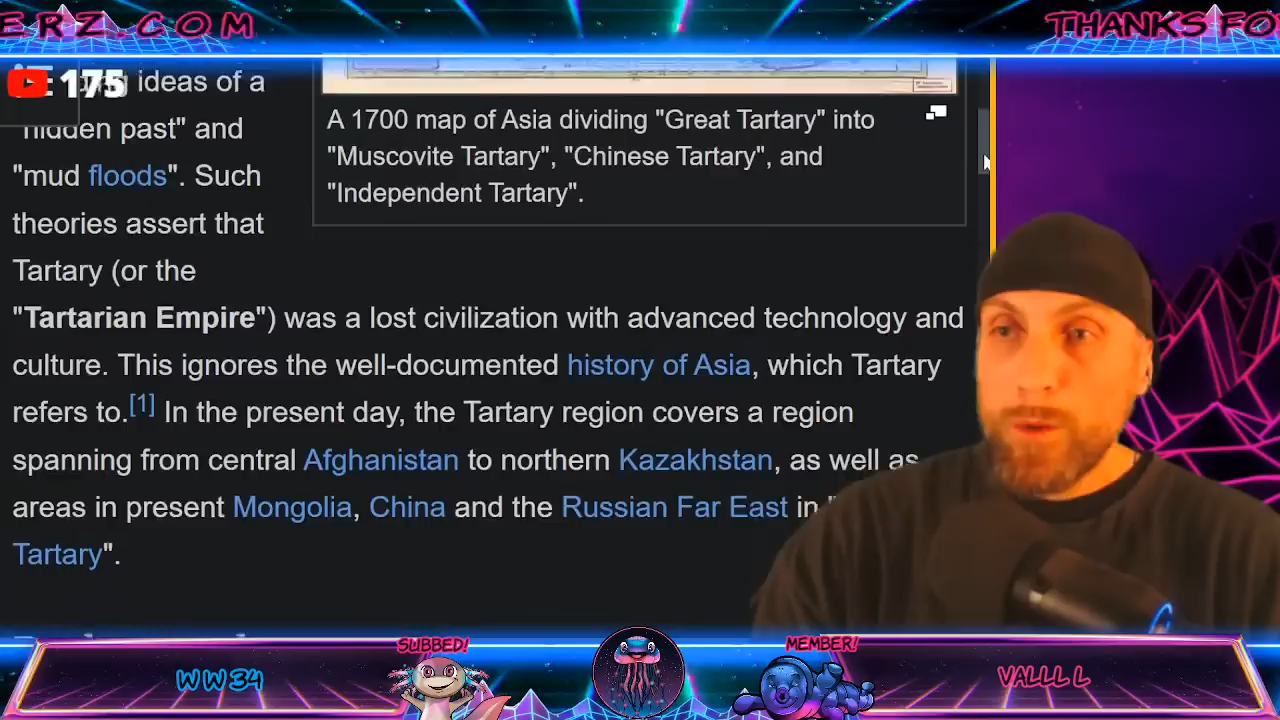 ERZ.COM
THANKS FO
175
ideas of a
"hidden past" and
"mud floods". Such
theories assert that
Tartary (or the
"Tartarian Empire") was a lost civilization with advanced technology and
culture. This ignores the well-documented history of Asia, which Tartary
refers to.[1] In the present day, the Tartary region covers a region
spanning from central Afghanistan to northern Kazakhstan, as well as
areas in present Mongolia, China and the Russian Far East in "
Tartary".
A 1700 map of Asia dividing "Great Tartary" into
"Muscovite Tartary", "Chinese Tartary", and
"Independent Tartary".
SUBBED!
WW34
MEMBER!
VALLL L